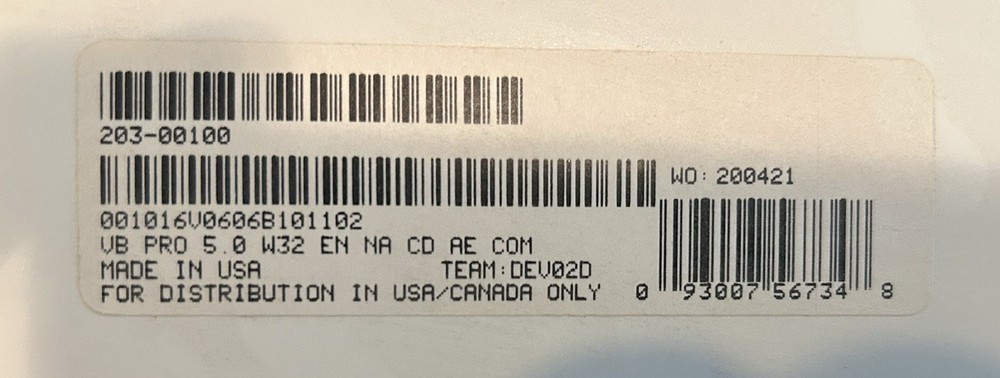 203-00100
WO: 200421
001016V0606B101102
VB PRO 5.0 W32 EN NA CD AE COM
MADE IN USA TEAM:DEV02D
FOR DISTRIBUTION IN USA/CANADA ONLY
0 93007 56734 8